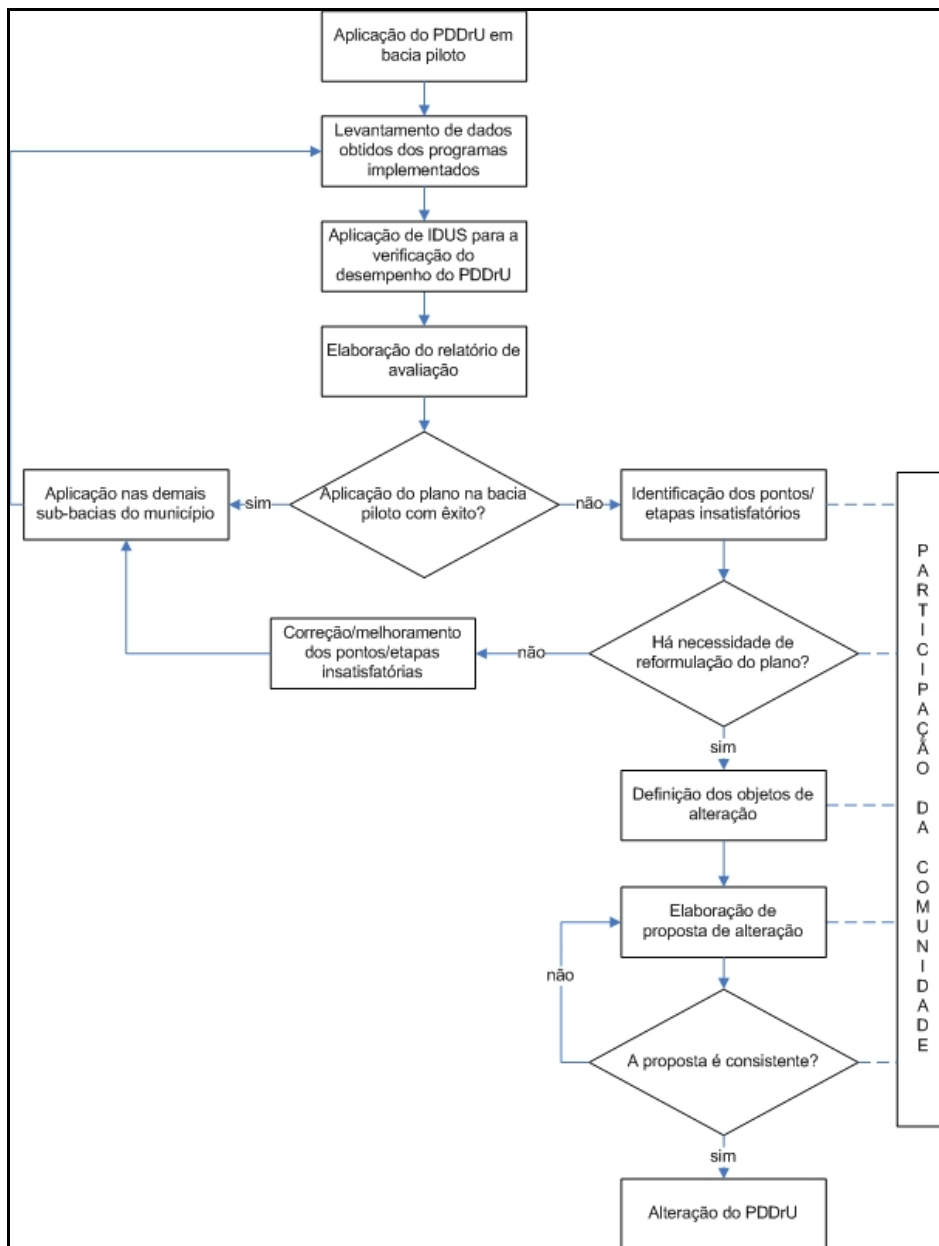 Aplicação do PDDrU em
bacia piloto
Levantamento de dados
obtidos dos programas
implementados
Aplicação de IDUS para a
verificação do
desempenho do PDDrU
Elaboração do relatório de
avaliação
Aplicação do plano na bacia
piloto com êxito?
sim
não
Aplicação nas demais
sub-bacias do município
Identificação dos pontos/
etapas insatisfatórios
Há necessidade de
reformulação do plano?
não
Correção/melhoramento
dos pontos/etapas
insatisfatórias
sim
Definição dos objetos de
alteração
Elaboração de
proposta de alteração
não
A proposta é consistente?
sim
Alteração do PDDrU
PARTICIPAÇÃO DA COMUNIDADE